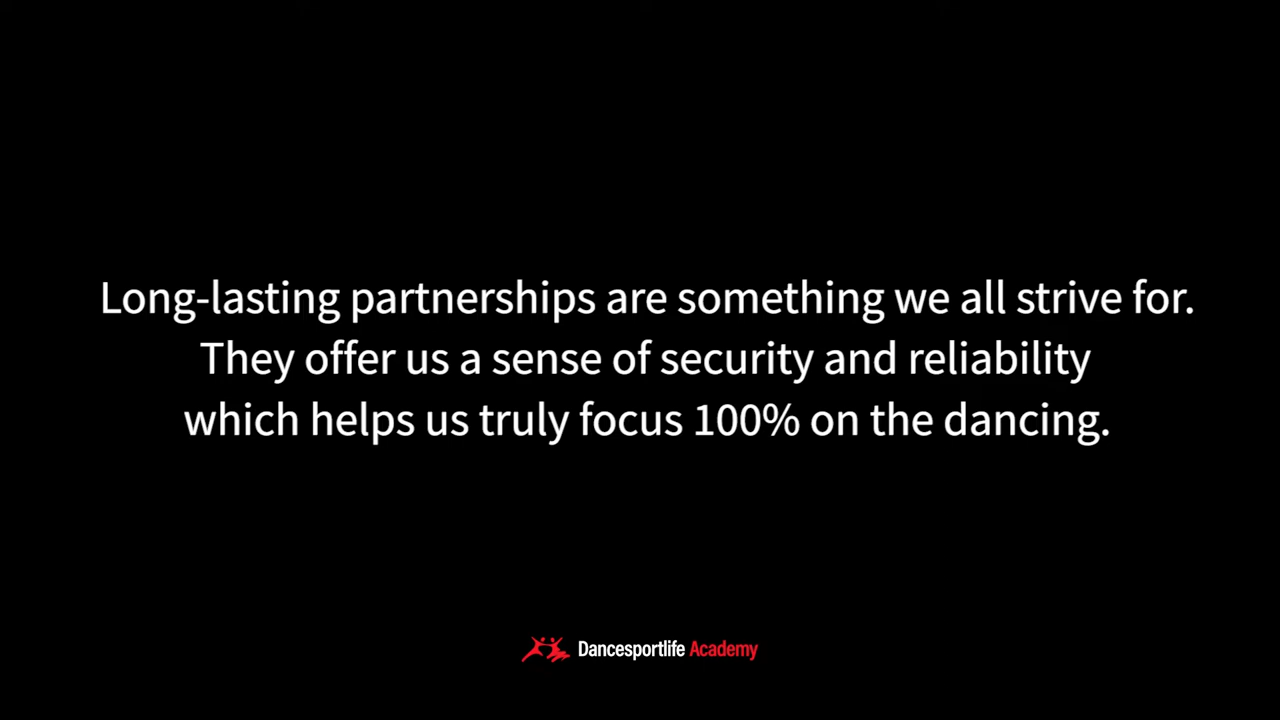 Long-lasting partnerships are something we all strive for.
They offer us a sense of security and reliability
which helps us truly focus 100% on the dancing.
Dancesportlife Academy